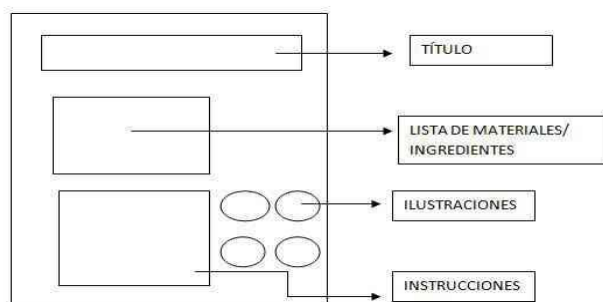 TÍTULO
LISTA DE MATERIALES/
INGREDIENTES
ILUSTRACIONES
INSTRUCCIONES